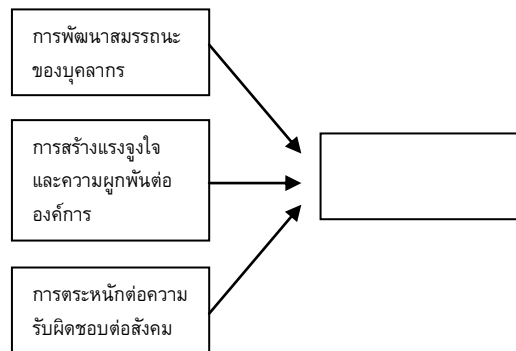 การพัฒนาสมรรถนะ
ของบุคลากร
การสร้างแรงจูงใจ
และความผูกพันต่อ
องค์การ
การตระหนักต่อความ
รับผิดชอบต่อสังคม